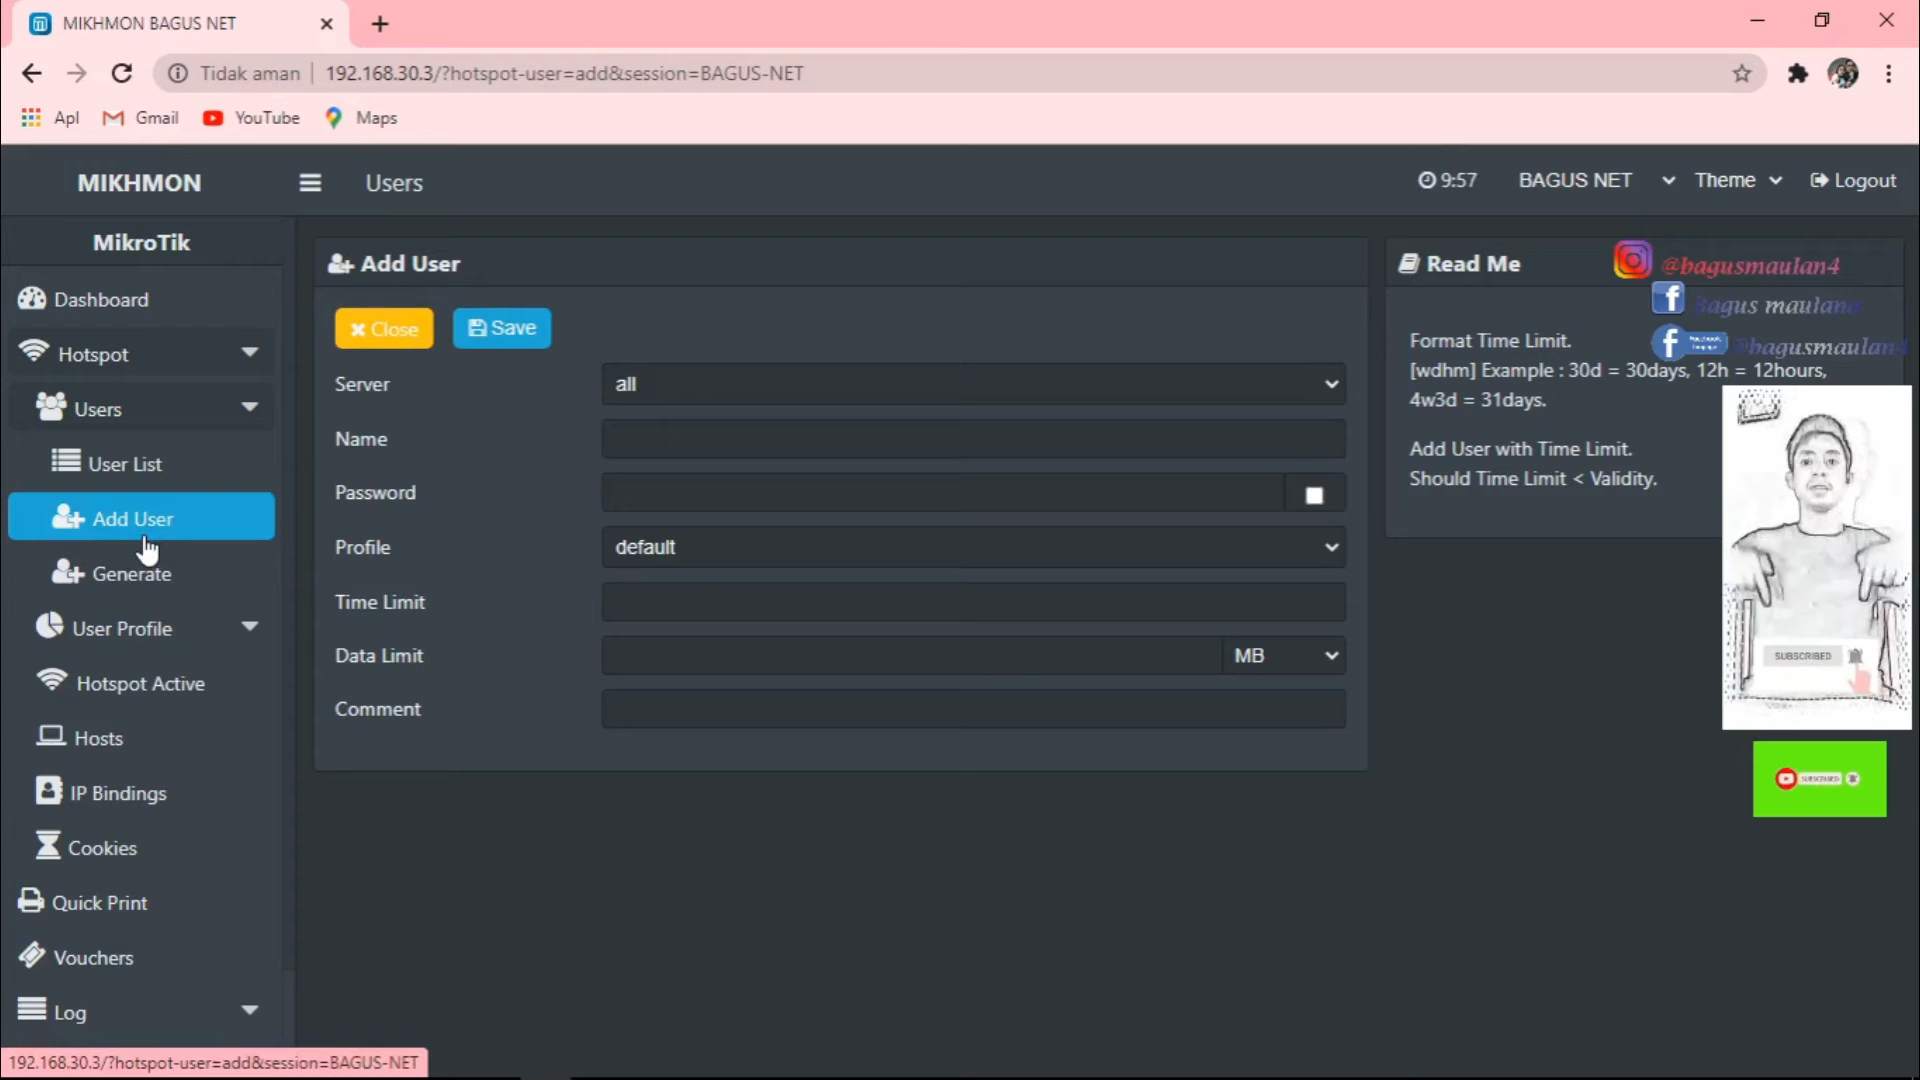 MIKHMON BAGUS NET
Tidak aman 192.168.30.3/?hotspot-user=add&session=BAGUS-NET
Apl Gmail YouTube Maps
MIKHMON Users 9:57 BAGUS NET Theme Logout
MikroTik
Dashboard
Hotspot
Users
User List
Add User
Generate
User Profile
Hotspot Active
Hosts
IP Bindings
Cookies
Quick Print
Vouchers
Log
Add User
Close Save
Server all
Name
Password
Profile default
Time Limit
Data Limit MB
Comment
Read Me
@bagusmaulan4
Bagus maulana
@bagusmaulan4
Format Time Limit.
[wdhm] Example : 30d = 30days, 12h = 12hours,
4w3d = 31days.
Add User with Time Limit.
Should Time Limit < Validity.
SUBSCRIBED
SUBSCRIBED
192.168.30.3/?hotspot-user=add&session=BAGUS-NET